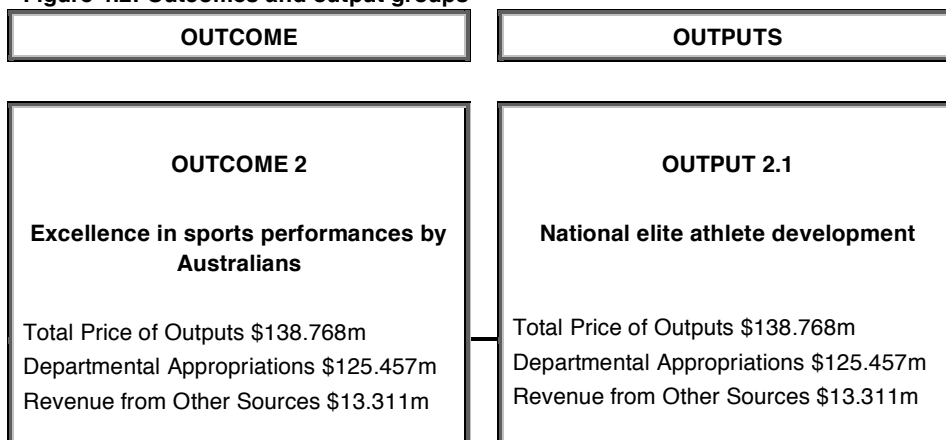 Figure 4.2: Outcomes and output groups
OUTCOME
OUTPUTS
OUTCOME 2
Excellence in sports performances by
Australians
Total Price of Outputs $138.768m
Departmental Appropriations $125.457m
Revenue from Other Sources $13.311m
OUTPUT 2.1
National elite athlete development
Total Price of Outputs $138.768m
Departmental Appropriations $125.457m
Revenue from Other Sources $13.311m